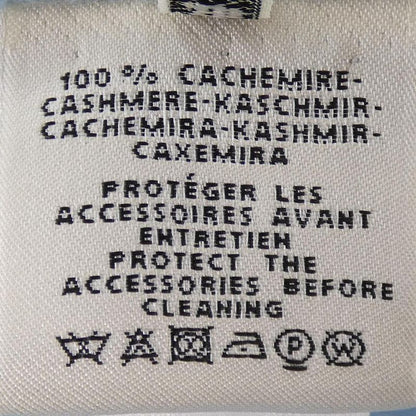 100 % CACHEMIRE-
CASHMERE-KASCHMIR-
CACHEMIRA-KASHMIR-
CAXEMIRA
PROTÉGER LES
ACCESSOIRES AVANT
ENTRETIEN
PROTECT THE
ACCESSORIES BEFORE
CLEANING
P W